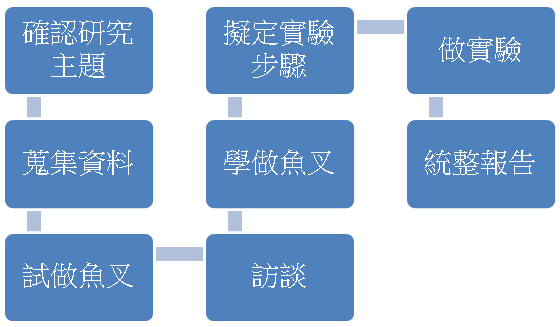 確認研究
主題
蒐集資料
試做魚叉
訪談
學做魚叉
擬定實驗
步驟
做實驗
統整報告